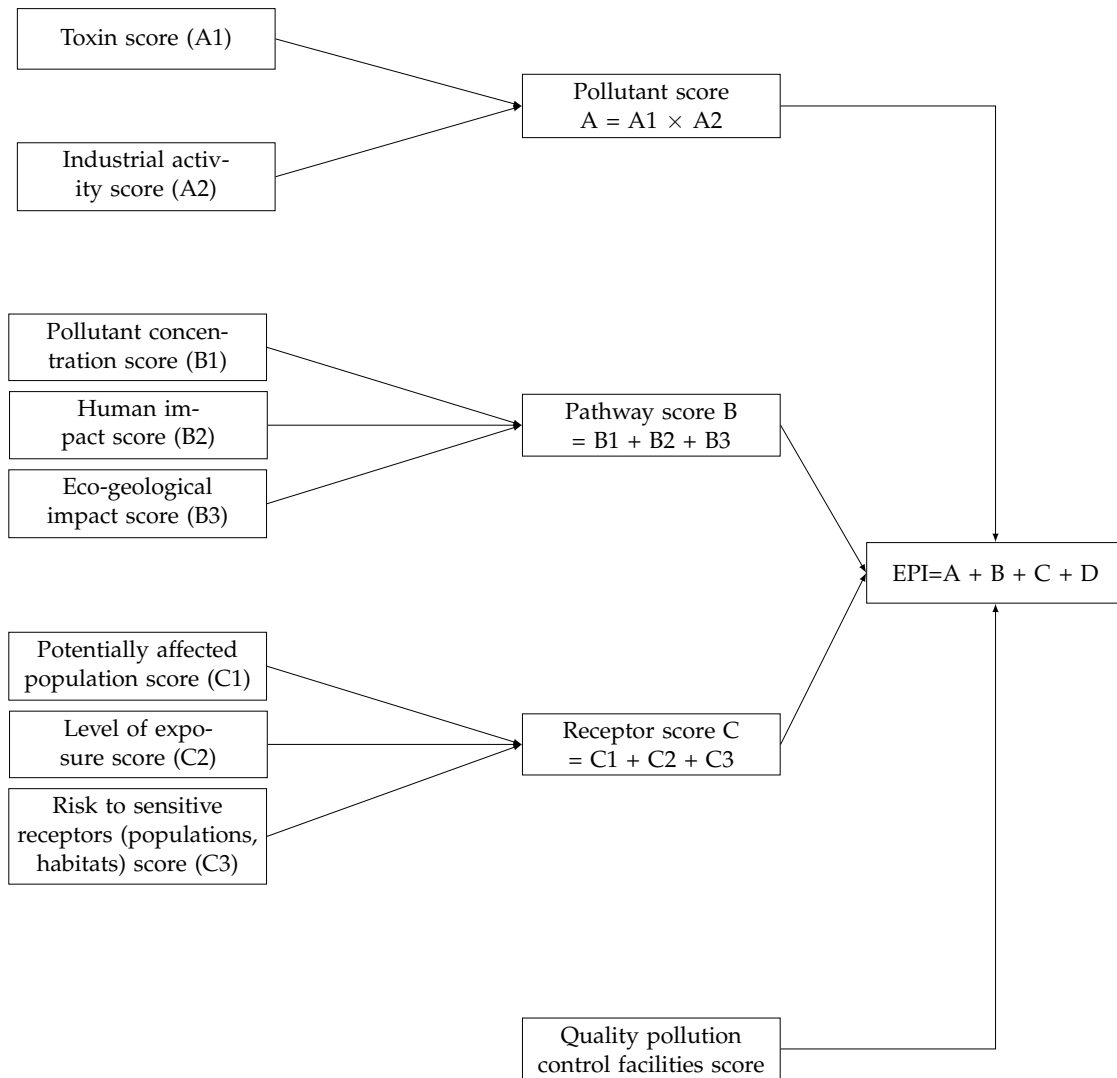 Toxin score (A1)
Industrial activ-
ity score (A2)
Pollutant score
A = A1 × A2
Pollutant concen-
tration score (B1)
Human im-
pact score (B2)
Eco-geological
impact score (B3)
Pathway score B
= B1 + B2 + B3
EPI=A + B + C + D
Potentially affected
population score (C1)
Level of expo-
sure score (C2)
Risk to sensitive
receptors (populations,
habitats) score (C3)
Receptor score C
= C1 + C2 + C3
Quality pollution
control facilities score